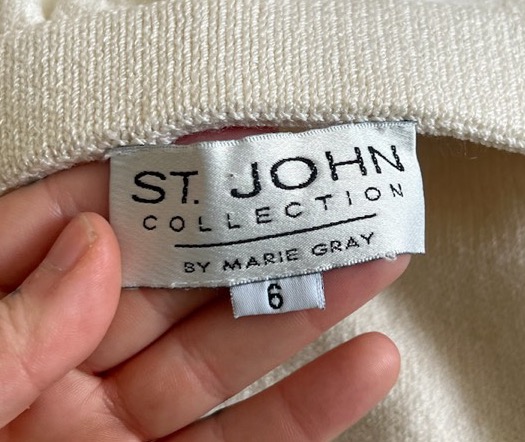 ST. JOHN
COLLECTION
BY MARIE GRAY
6